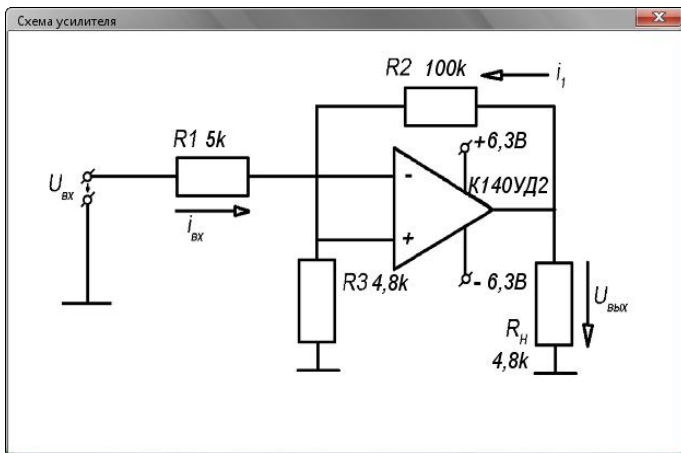 Схема усилителя
R2 100k
i1
R1 5k
+6,3В
Uвх
-
К140УД2
iвх
+
R3 4,8k
- 6,3В
Uвых
RН
4,8k